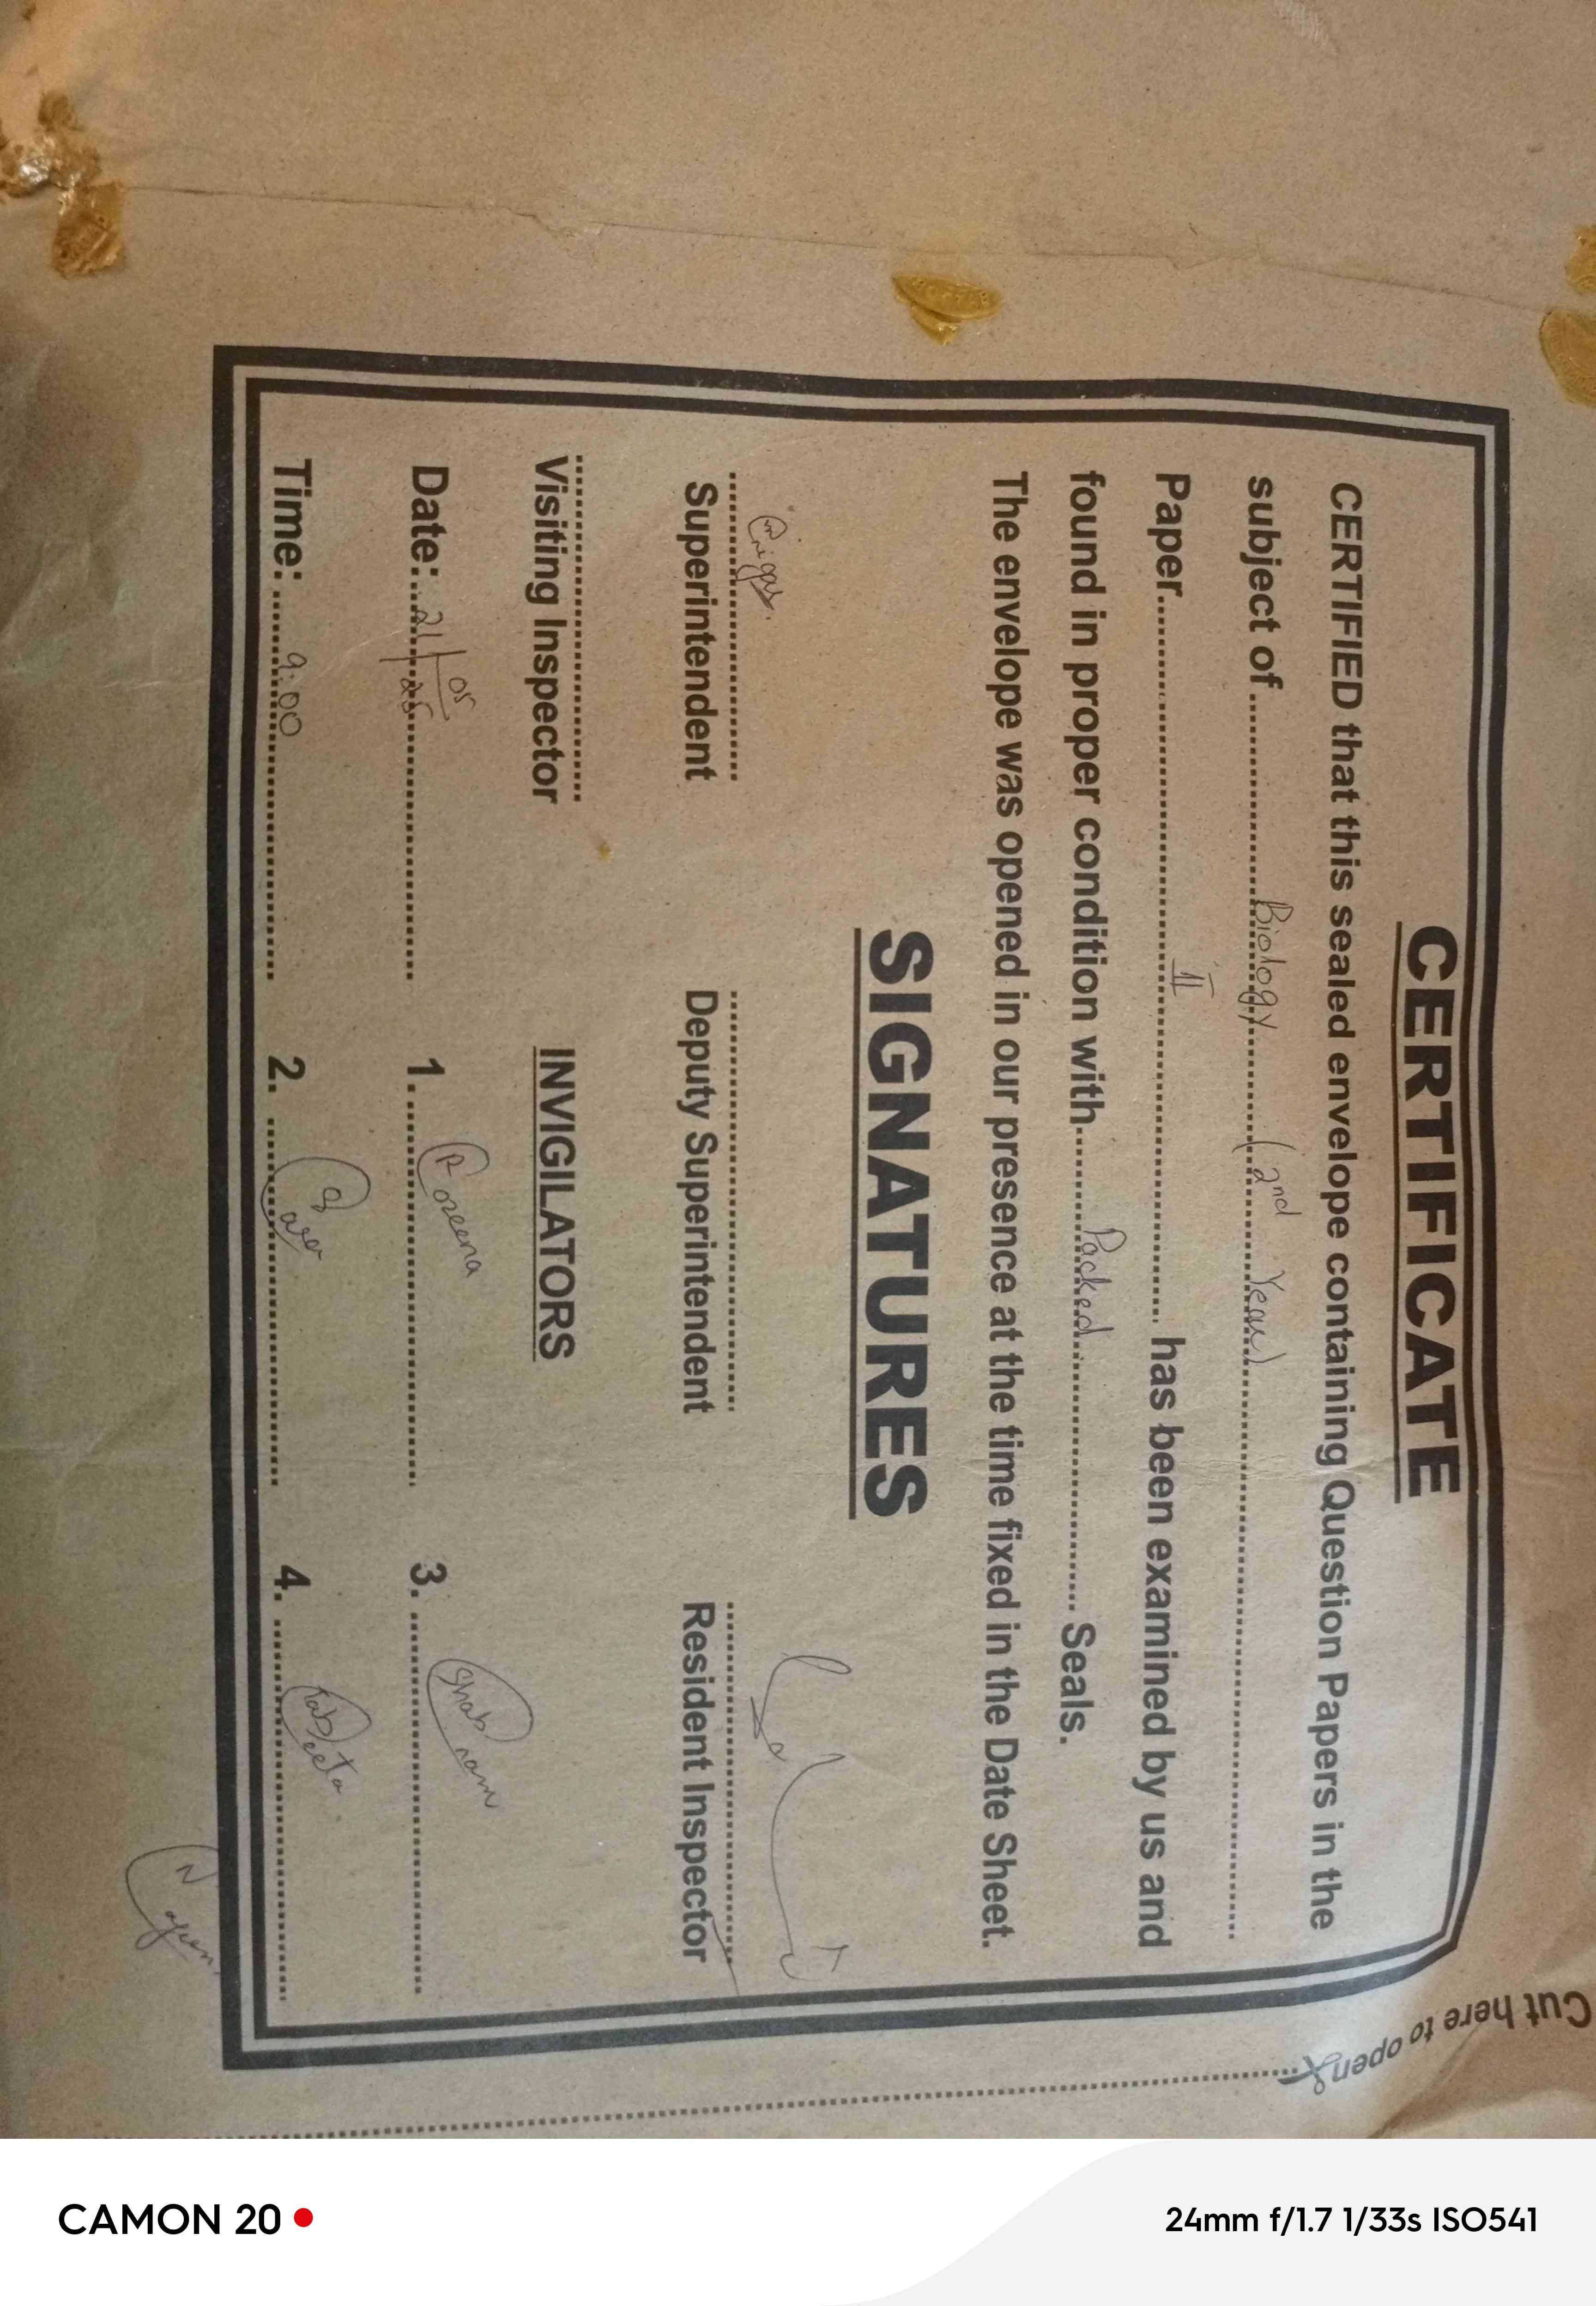 CERTIFICATE
CERTIFIED that this sealed envelope containing Question Papers in the
subject of ........ Biology ........ (2nd Year) ........
Paper ........ II ........ has been examined by us and
found in proper condition with ........ Packed ........ Seals.
The envelope was opened in our presence at the time fixed in the Date Sheet.
SIGNATURES
Superintendent Deputy Superintendent Resident Inspector
Visiting Inspector INVIGILATORS
Date: 21/05/25 1. Rozeena 3. Shabnam
Time: 9:00 2. 4.
Cut here to open
CAMON 20 24mm f/1.7 1/33s ISO541